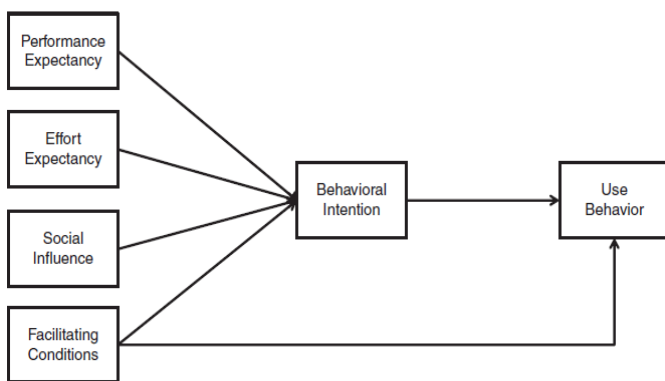 Performance
Expectancy
Effort
Expectancy
Social
Influence
Facilitating
Conditions
Behavioral
Intention
Use
Behavior